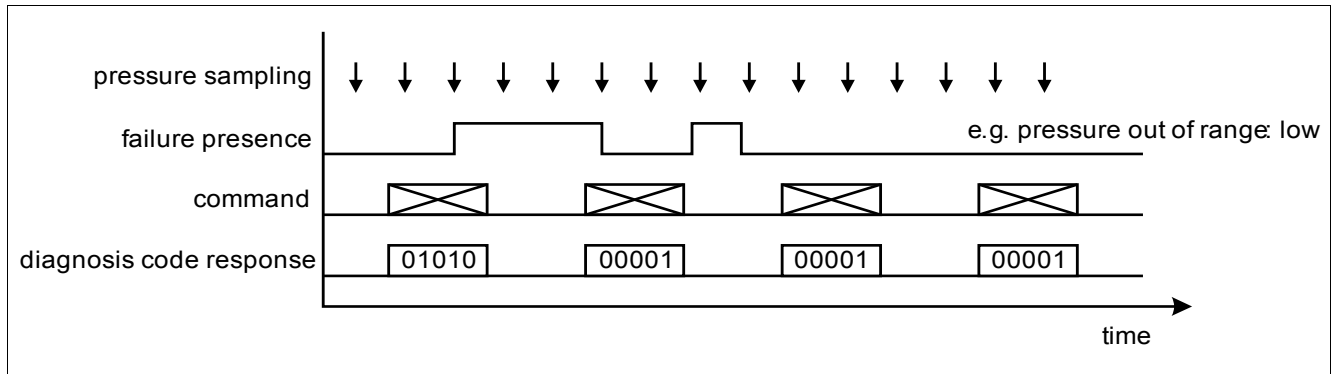 pressure sampling
failure presence
e.g. pressure out of range: low
command
diagnosis code response
01010
00001
00001
00001
time